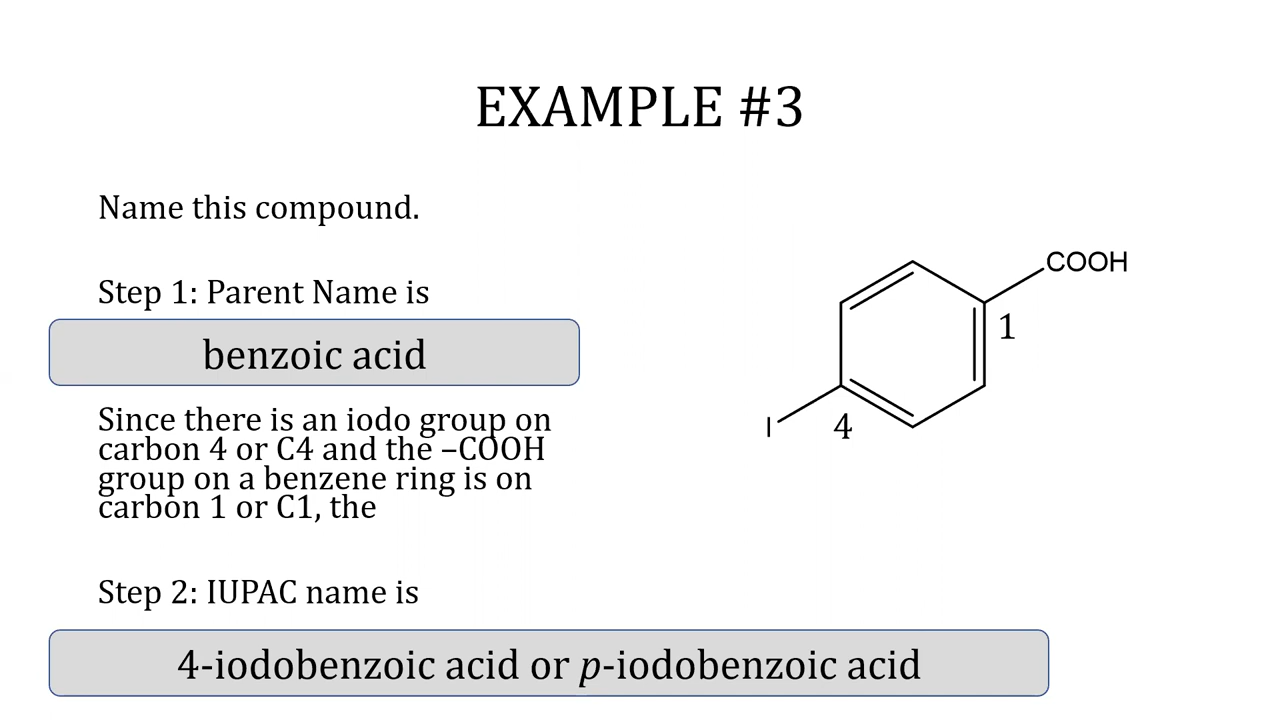 EXAMPLE #3
Name this compound.
Step 1: Parent Name is
benzoic acid
Since there is an iodo group on
carbon 4 or C4 and the –COOH
group on a benzene ring is on
carbon 1 or C1, the
Step 2: IUPAC name is
4-iodobenzoic acid or p-iodobenzoic acid
COOH
1
I
4